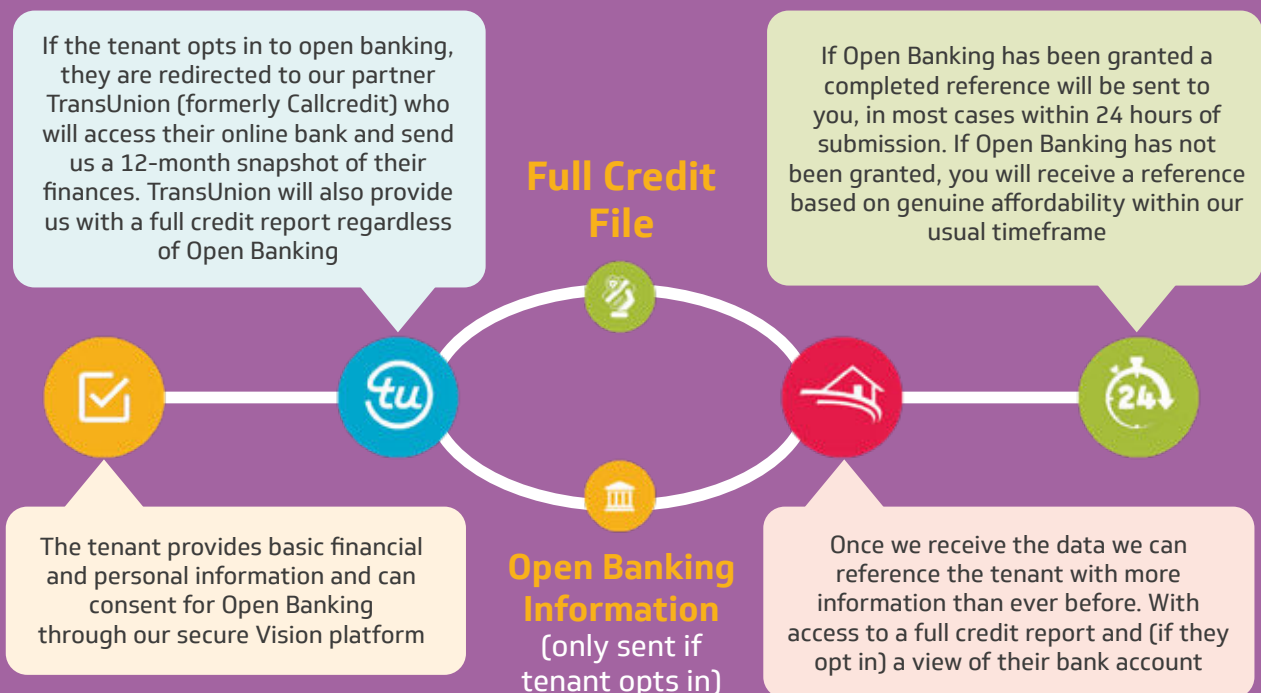 If the tenant opts in to open banking,
they are redirected to our partner
TransUnion (formerly Callcredit) who
will access their online bank and send
us a 12-month snapshot of their
finances. TransUnion will also provide
us with a full credit report regardless
of Open Banking
Full Credit
File
If Open Banking has been granted a
completed reference will be sent to
you, in most cases within 24 hours of
submission. If Open Banking has not
been granted, you will receive a reference
based on genuine affordability within our
usual timeframe
tu
24
The tenant provides basic financial
and personal information and can
consent for Open Banking
through our secure Vision platform
Open Banking
Information
(only sent if
tenant opts in)
Once we receive the data we can
reference the tenant with more
information than ever before. With
access to a full credit report and (if they
opt in) a view of their bank account